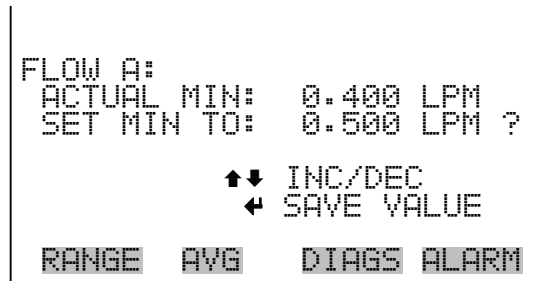 FLOW A:
ACTUAL MIN: 0.400 LPM
SET MIN TO: 0.500 LPM ?
⬆⬇ INC/DEC
↵ SAVE VALUE
RANGE AVG DIAGS ALARM